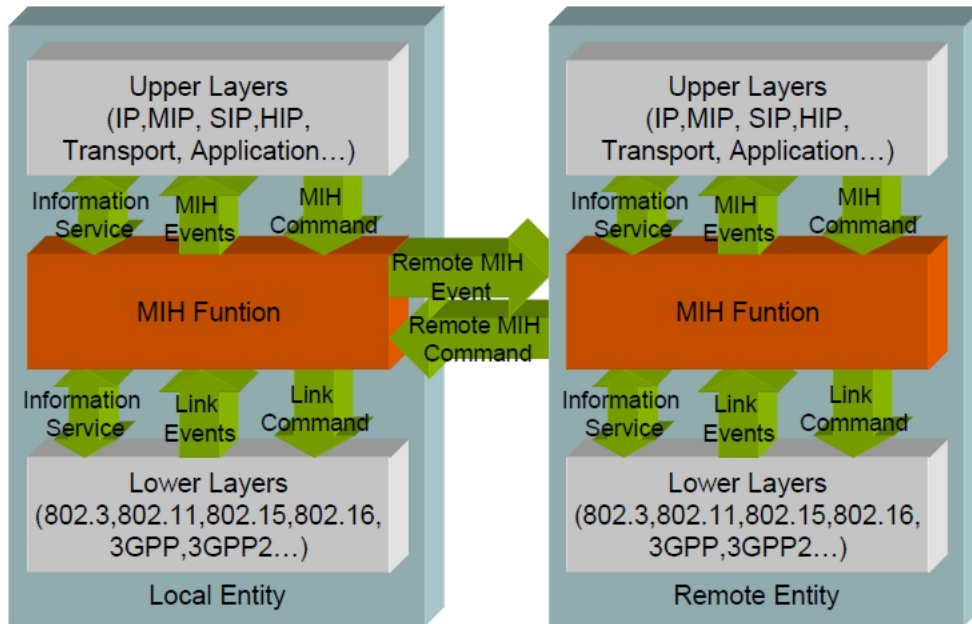 Upper Layers
(IP,MIP, SIP,HIP,
Transport, Application...)
Information
Service
MIH
Events
MIH
Command
MIH Funtion
Information
Service
Link
Events
Link
Command
Lower Layers
(802.3,802.11,802.15,802.16,
3GPP,3GPP2...)
Local Entity
Remote MIH
Event
Remote MIH
Command
Upper Layers
(IP,MIP, SIP,HIP,
Transport, Application...)
Information
Service
MIH
Events
MIH
Command
MIH Funtion
Information
Service
Link
Events
Link
Command
Lower Layers
(802.3,802.11,802.15,802.16,
3GPP,3GPP2...)
Remote Entity